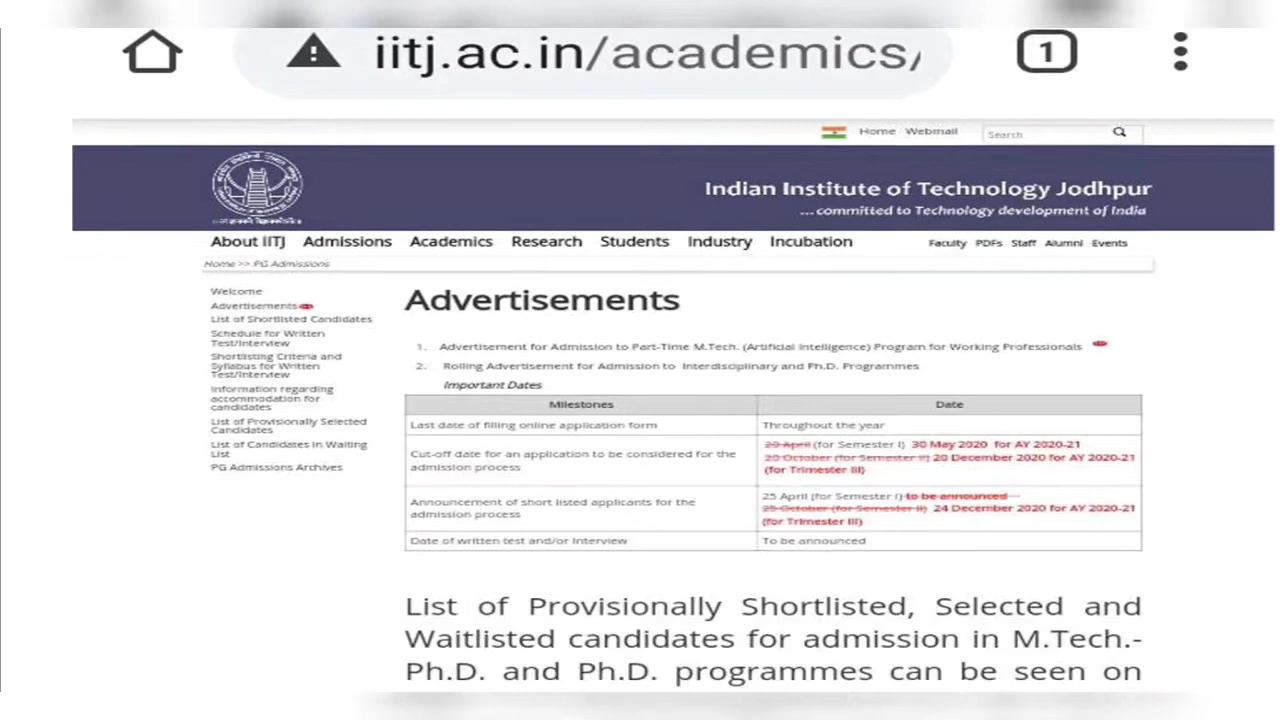 iitj.ac.in/academics/
1
Home Webmail Search
Indian Institute of Technology Jodhpur
...committed to Technology development of India
About IITJ Admissions Academics Research Students Industry Incubation Faculty PDFs Staff Alumni Events
Home >> PG Admissions
Welcome
Advertisements
List of Shortlisted Candidates
Schedule for Written
Test/Interview
Shortlisting Criteria and
Syllabus for Written
Test/Interview
Information regarding
accommodation for
candidates
List of Provisionally Selected
Candidates
List of Candidates in Waiting
List
PG Admissions Archives
Advertisements
1. Advertisement for Admission to Part-Time M.Tech. (Artificial Intelligence) Program for Working Professionals
2. Rolling Advertisement for Admission to Interdisciplinary and Ph.D. Programmes
Important Dates
Milestones Date
Last date of filling online application form Throughout the year
Cut-off date for an application to be considered for the
admission process
20 April (for Semester I) 30 May 2020 for AY 2020-21
20 October (for Semester II) 20 December 2020 for AY 2020-21
(for Trimester III)
Announcement of short listed applicants for the
admission process
25 April (for Semester I) to be announced
25 October (for Semester II) 24 December 2020 for AY 2020-21
(for Trimester III)
Date of written test and/or Interview To be announced
List of Provisionally Shortlisted, Selected and
Waitlisted candidates for admission in M.Tech.-
Ph.D. and Ph.D. programmes can be seen on